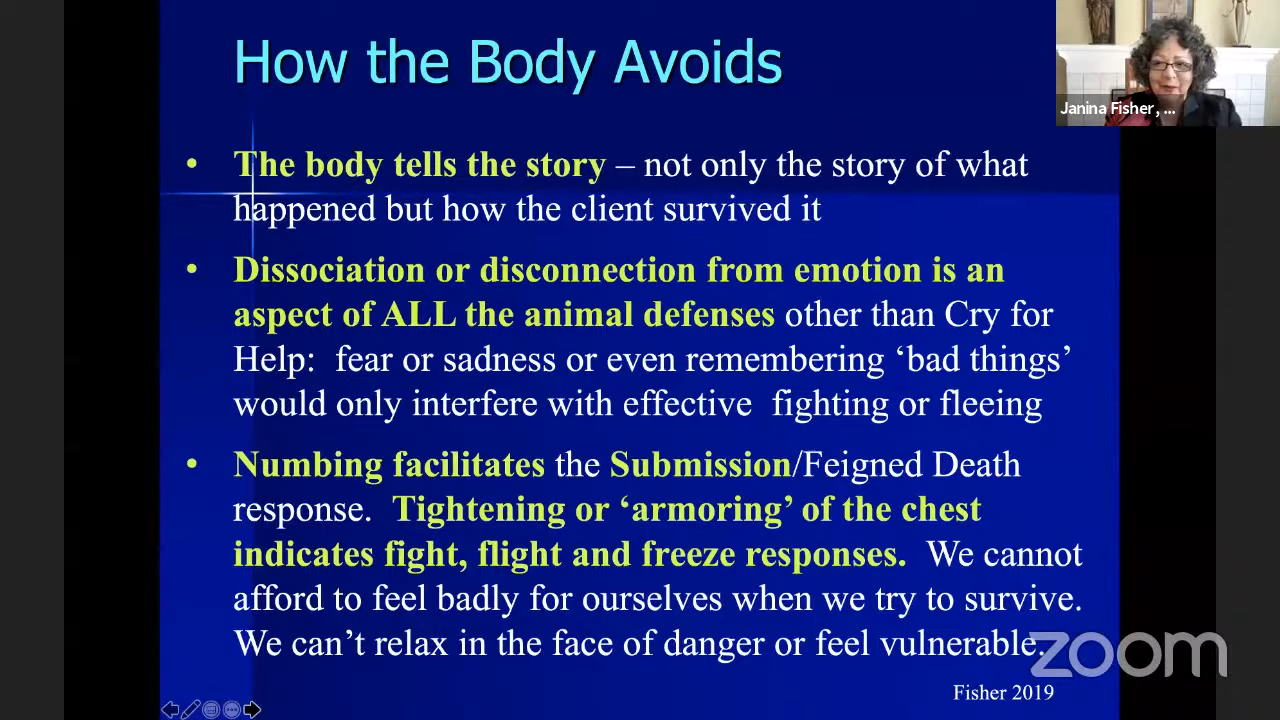 How the Body Avoids
Janina Fisher, ...
• The body tells the story – not only the story of what
happened but how the client survived it
• Dissociation or disconnection from emotion is an
aspect of ALL the animal defenses other than Cry for
Help:  fear or sadness or even remembering ‘bad things’
would only interfere with effective  fighting or fleeing
• Numbing facilitates the Submission/Feigned Death
response.  Tightening or ‘armoring’ of the chest
indicates fight, flight and freeze responses.  We cannot
afford to feel badly for ourselves when we try to survive.
We can’t relax in the face of danger or feel vulnerable.
zoom
Fisher 2019